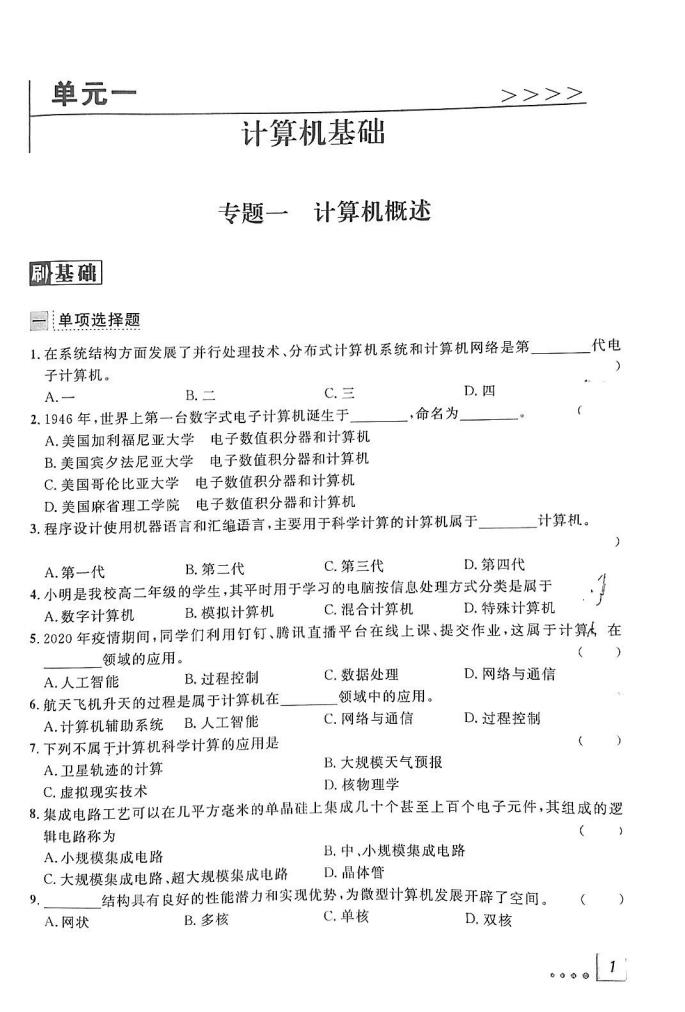 单元一
>>>>
计算机基础
专题一 计算机概述
刷基础
一 单项选择题
1.在系统结构方面发展了并行处理技术、分布式计算机系统和计算机网络是第________代电
子计算机。 )
A.一 B.二 C.三 D.四
2.1946年,世界上第一台数字式电子计算机诞生于________,命名为________。 (
A.美国加利福尼亚大学 电子数值积分器和计算机
B.美国宾夕法尼亚大学 电子数值积分器和计算机
C.美国哥伦比亚大学 电子数值积分器和计算机
D.美国麻省理工学院 电子数值积分器和计算机
3.程序设计使用机器语言和汇编语言,主要用于科学计算的计算机属于________计算机。
)
A.第一代 B.第二代 C.第三代 D.第四代
4.小明是我校高二年级的学生,其平时用于学习的电脑按信息处理方式分类是属于
A.数字计算机 B.模拟计算机 C.混合计算机 D.特殊计算机
5.2020年疫情期间,同学们利用钉钉、腾讯直播平台在线上课、提交作业,这属于计算机在
________领域的应用。 ( )
A.人工智能 B.过程控制 C.数据处理 D.网络与通信
6.航天飞机升天的过程是属于计算机在________领域中的应用。
A.计算机辅助系统 B.人工智能 C.网络与通信 D.过程控制
7.下列不属于计算机科学计算的应用是 ( )
A.卫星轨迹的计算 B.大规模天气预报
C.虚拟现实技术 D.核物理学
8.集成电路工艺可以在几平方毫米的单晶硅上集成几十个甚至上百个电子元件,其组成的逻
辑电路称为 ( )
A.小规模集成电路 B.中、小规模集成电路
C.大规模集成电路、超大规模集成电路 D.晶体管
9.________结构具有良好的性能潜力和实现优势,为微型计算机发展开辟了空间。 ( )
A.网状 B.多核 C.单核 D.双核
1